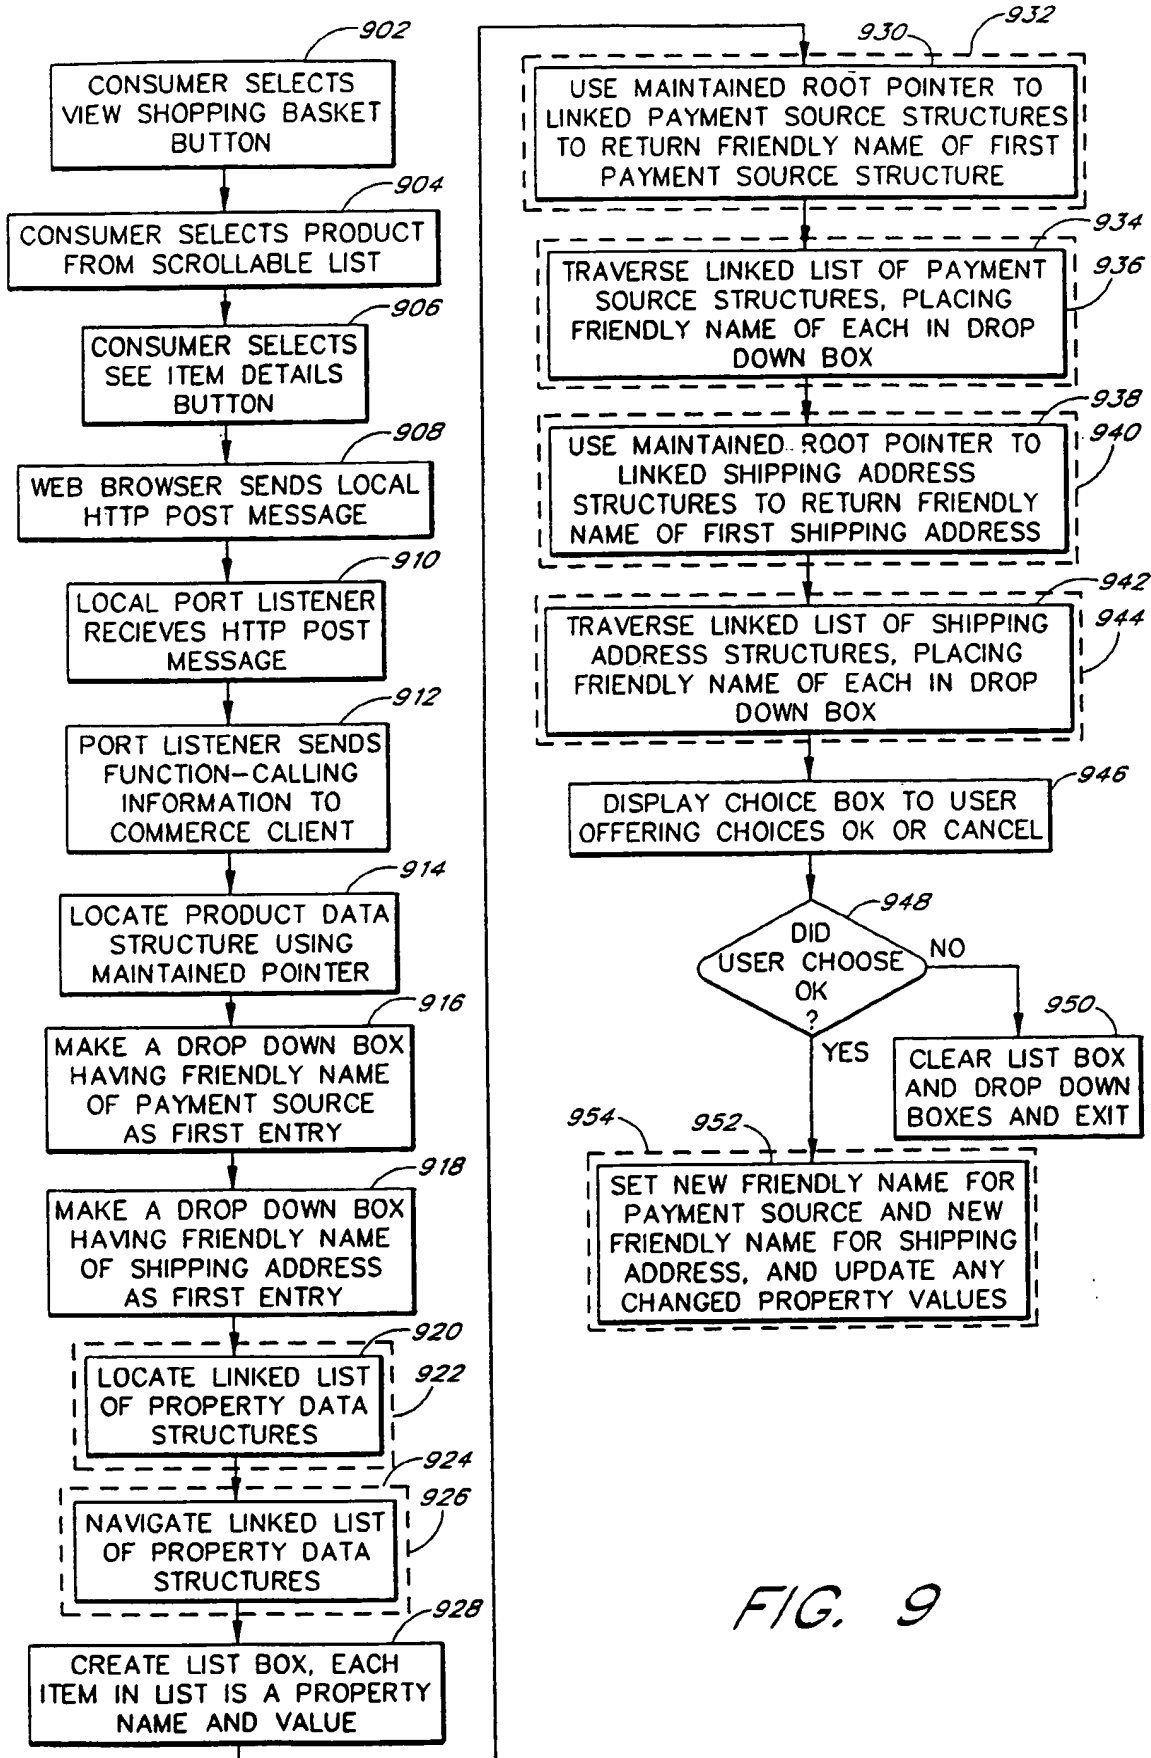 902
CONSUMER SELECTS
VIEW SHOPPING BASKET
BUTTON
904
CONSUMER SELECTS PRODUCT
FROM SCROLLABLE LIST
906
CONSUMER SELECTS
SEE ITEM DETAILS
BUTTON
908
WEB BROWSER SENDS LOCAL
HTTP POST MESSAGE
910
LOCAL PORT LISTENER
RECIEVES HTTP POST
MESSAGE
912
PORT LISTENER SENDS
FUNCTION-CALLING
INFORMATION TO
COMMERCE CLIENT
914
LOCATE PRODUCT DATA
STRUCTURE USING
MAINTAINED POINTER
916
MAKE A DROP DOWN BOX
HAVING FRIENDLY NAME
OF PAYMENT SOURCE
AS FIRST ENTRY
918
MAKE A DROP DOWN BOX
HAVING FRIENDLY NAME
OF SHIPPING ADDRESS
AS FIRST ENTRY
920
922
LOCATE LINKED LIST
OF PROPERTY DATA
STRUCTURES
924
926
NAVIGATE LINKED LIST
OF PROPERTY DATA
STRUCTURES
928
CREATE LIST BOX, EACH
ITEM IN LIST IS A PROPERTY
NAME AND VALUE
930
932
USE MAINTAINED ROOT POINTER TO
LINKED PAYMENT SOURCE STRUCTURES
TO RETURN FRIENDLY NAME OF FIRST
PAYMENT SOURCE STRUCTURE
934
936
TRAVERSE LINKED LIST OF PAYMENT
SOURCE STRUCTURES, PLACING
FRIENDLY NAME OF EACH IN DROP
DOWN BOX
938
940
USE MAINTAINED ROOT POINTER TO
LINKED SHIPPING ADDRESS
STRUCTURES TO RETURN FRIENDLY
NAME OF FIRST SHIPPING ADDRESS
942
944
TRAVERSE LINKED LIST OF SHIPPING
ADDRESS STRUCTURES, PLACING
FRIENDLY NAME OF EACH IN DROP
DOWN BOX
946
DISPLAY CHOICE BOX TO USER
OFFERING CHOICES OK OR CANCEL
948
DID
USER CHOOSE
OK
?
NO
YES
950
CLEAR LIST BOX
AND DROP DOWN
BOXES AND EXIT
954
952
SET NEW FRIENDLY NAME FOR
PAYMENT SOURCE AND NEW
FRIENDLY NAME FOR SHIPPING
ADDRESS, AND UPDATE ANY
CHANGED PROPERTY VALUES
FIG. 9